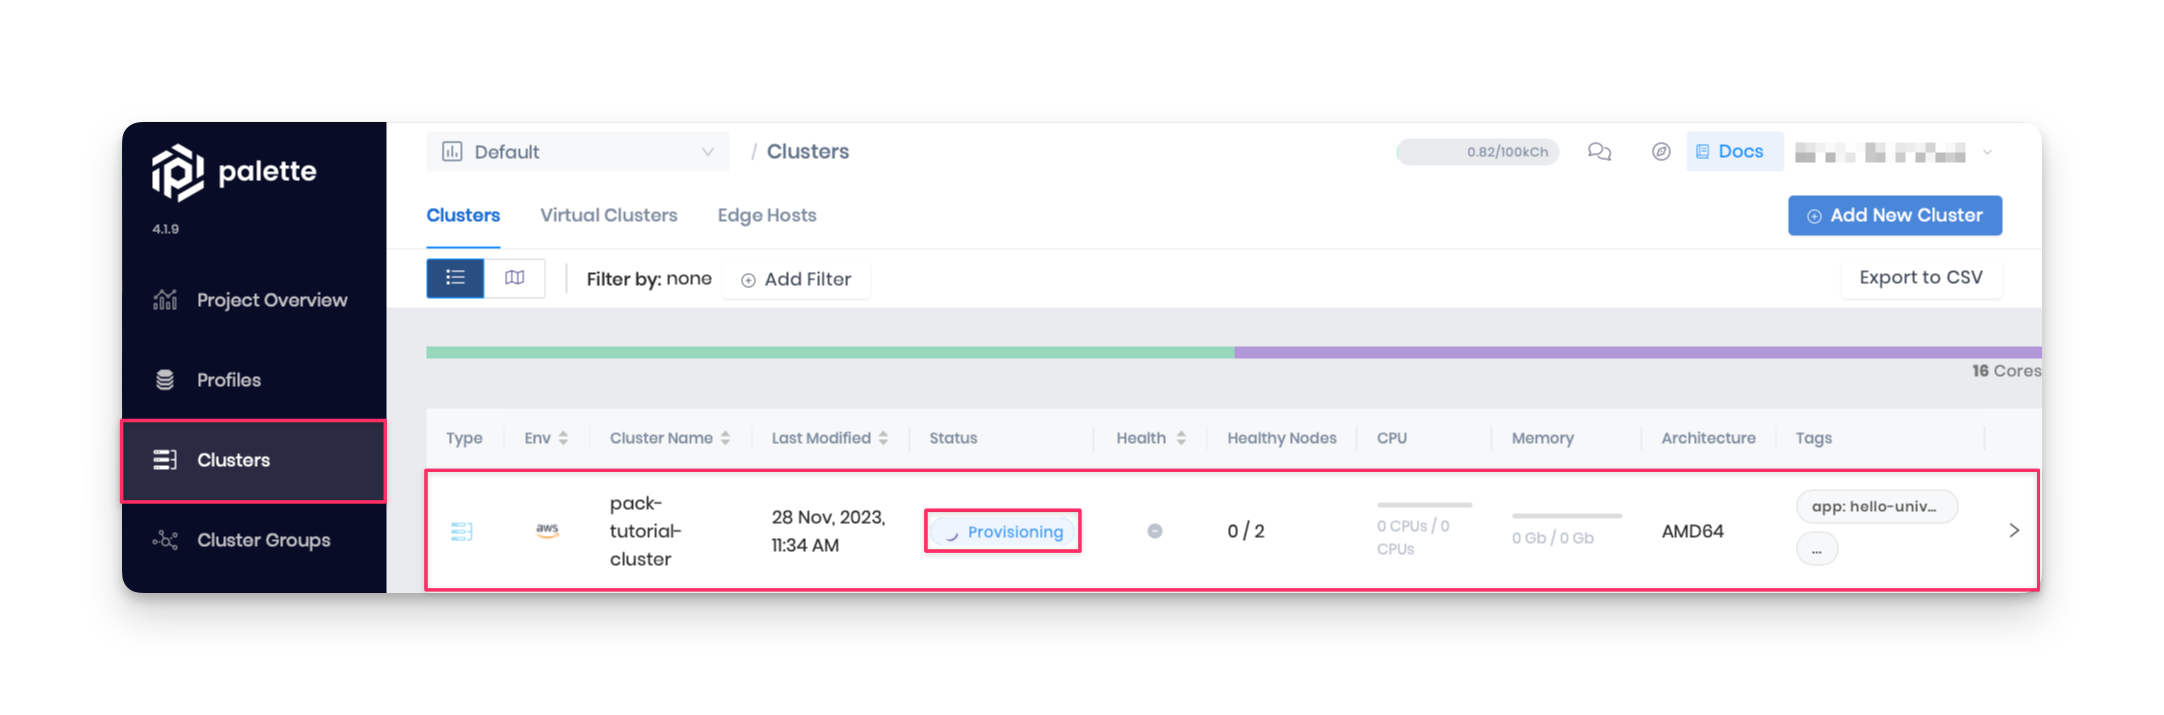 palette
4.1.9
Project Overview
Profiles
Clusters
Cluster Groups
Default
/ Clusters
0.82/100kCh
Docs
Clusters
Virtual Clusters
Edge Hosts
Add New Cluster
Filter by: none
Add Filter
Export to CSV
16 Cores
Type
Env
Cluster Name
Last Modified
Status
Health
Healthy Nodes
CPU
Memory
Architecture
Tags
aws
pack-
tutorial-
cluster
28 Nov, 2023,
11:34 AM
Provisioning
0 / 2
0 CPUs / 0
CPUs
0 Gb / 0 Gb
AMD64
app: hello-univ...
...